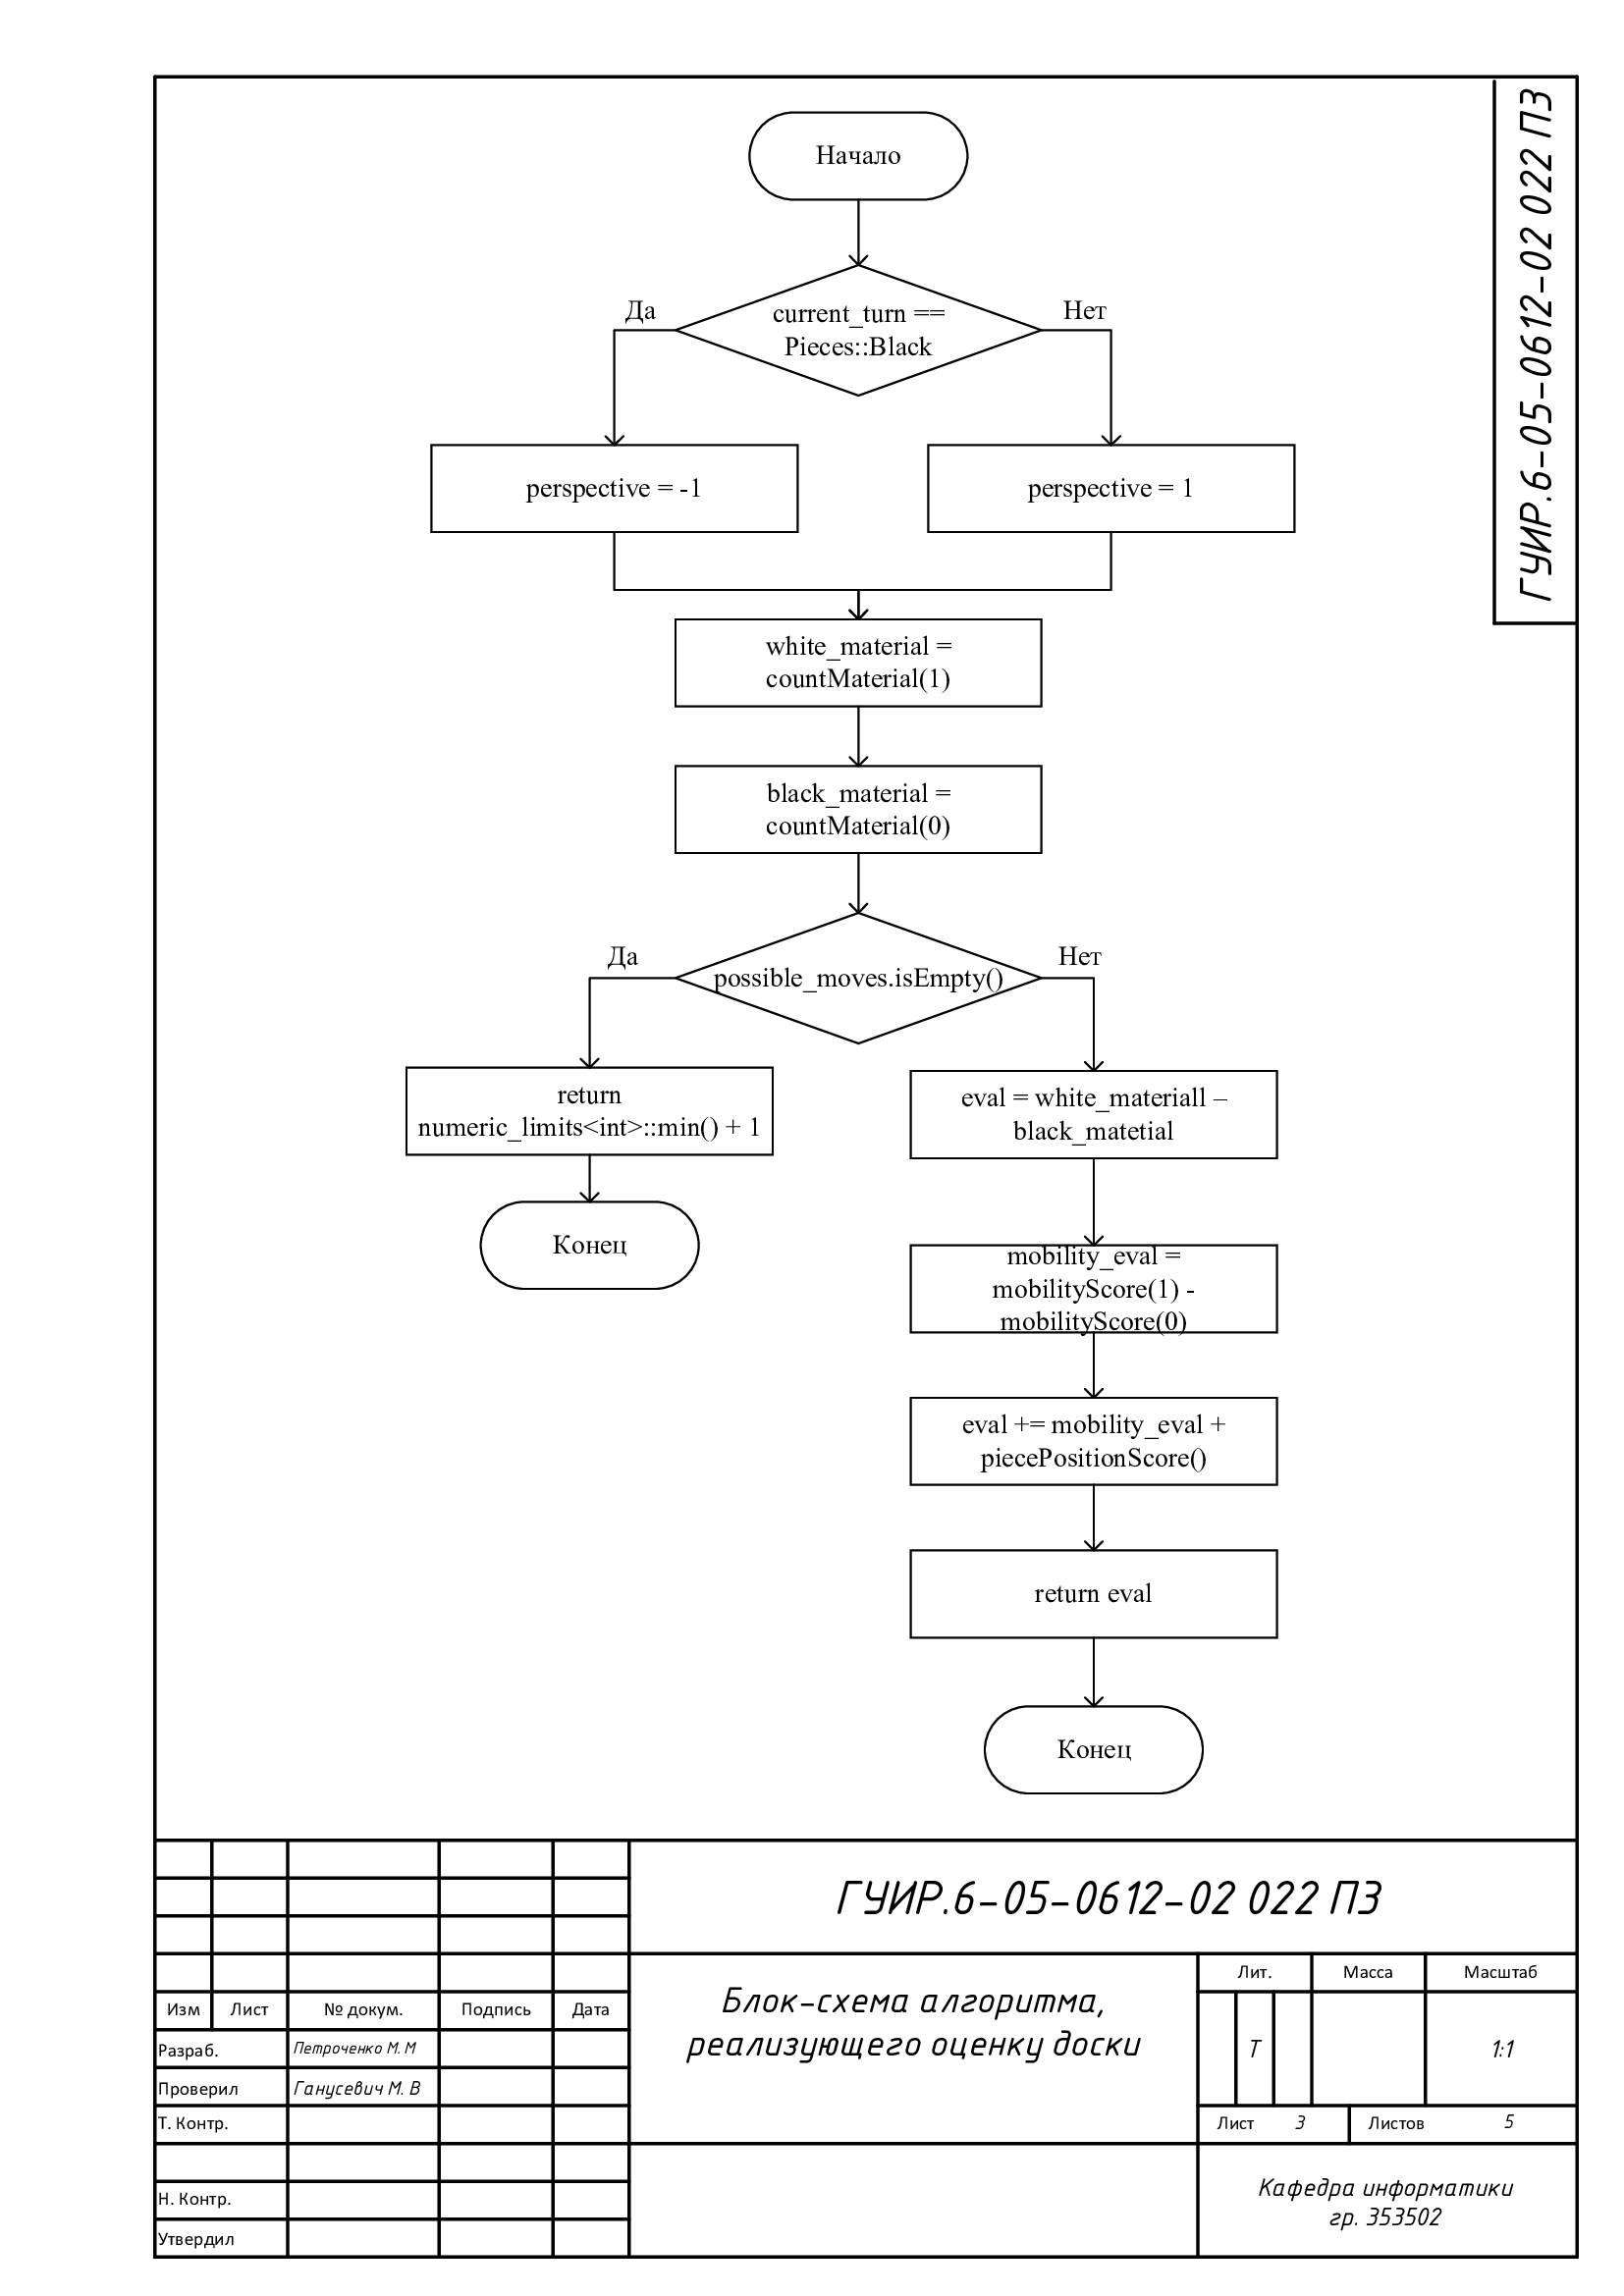 ГУИР.6-05-0612-02 022 ПЗ
Начало
current_turn ==
Pieces::Black
Да
Нет
perspective = -1
perspective = 1
white_material =
countMaterial(1)
black_material =
countMaterial(0)
possible_moves.isEmpty()
Да
Нет
return
numeric_limits<int>::min() + 1
Конец
eval = white_materiall –
black_matetial
mobility_eval =
mobilityScore(1) -
mobilityScore(0)
eval += mobility_eval +
piecePositionScore()
return eval
Конец
ГУИР.6-05-0612-02 022 ПЗ
Изм Лист № докум. Подпись Дата
Разраб. Петроченко М. М
Проверил Ганусевич М. В
Т. Контр.
Н. Контр.
Утвердил
Блок-схема алгоритма,
реализующего оценку доски
Лит. Масса Масштаб
Т 1:1
Лист 3 Листов 5
Кафедра информатики
гр. 353502